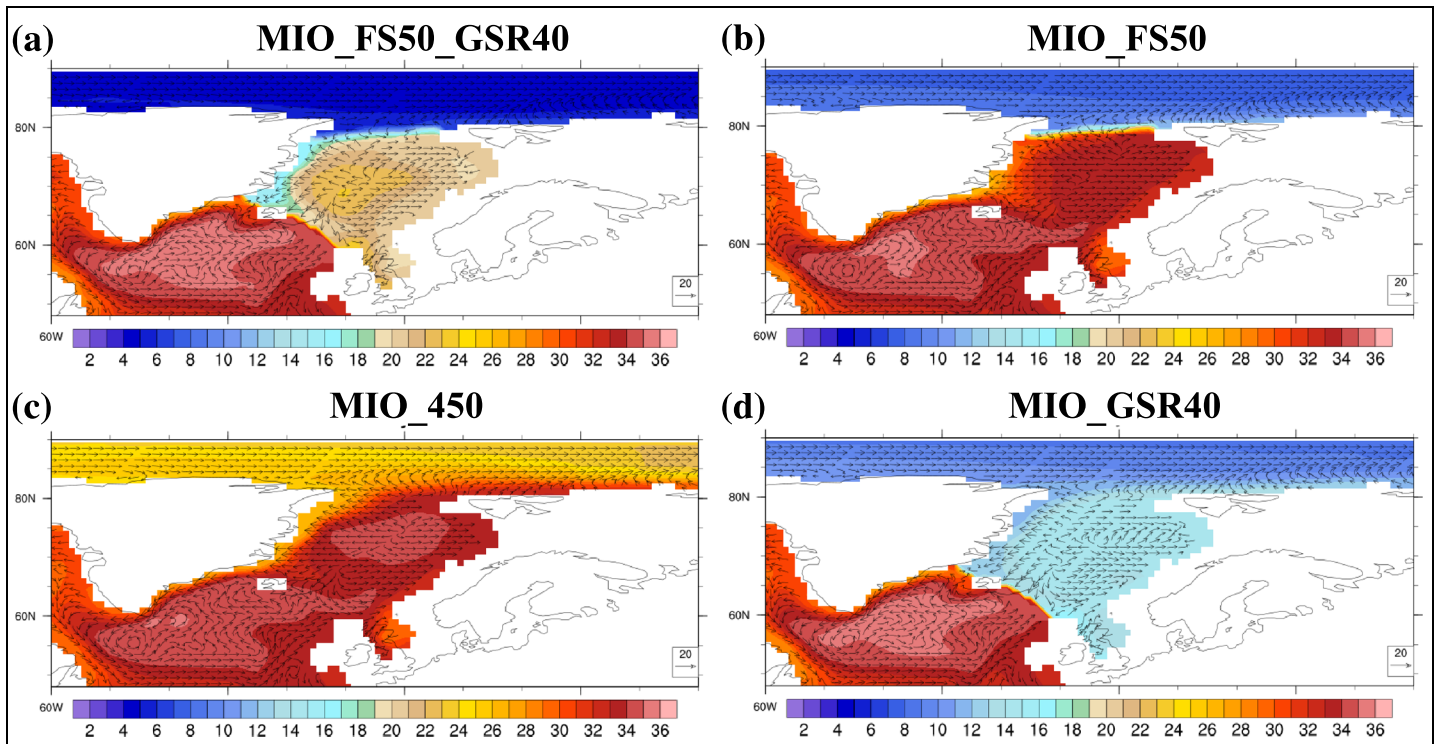 (a) MIO_FS50_GSR40 (b) MIO_FS50
80N 80N
60N 60N
20 20
60W 60W
2 4 6 8 10 12 14 16 18 20 22 24 26 28 30 32 34 36 2 4 6 8 10 12 14 16 18 20 22 24 26 28 30 32 34 36
(c) MIO_450 (d) MIO_GSR40
80N 80N
60N 60N
20 20
60W 60W
2 4 6 8 10 12 14 16 18 20 22 24 26 28 30 32 34 36 2 4 6 8 10 12 14 16 18 20 22 24 26 28 30 32 34 36